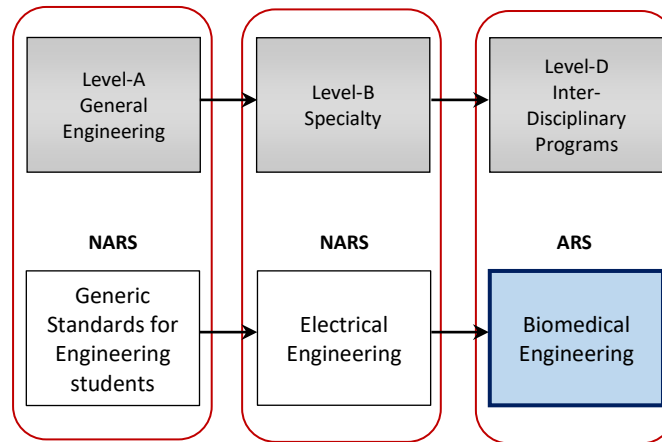 Level-A
General
Engineering
Level-B
Specialty
Level-D
Inter-
Disciplinary
Programs
NARS
NARS
ARS
Generic
Standards for
Engineering
students
Electrical
Engineering
Biomedical
Engineering